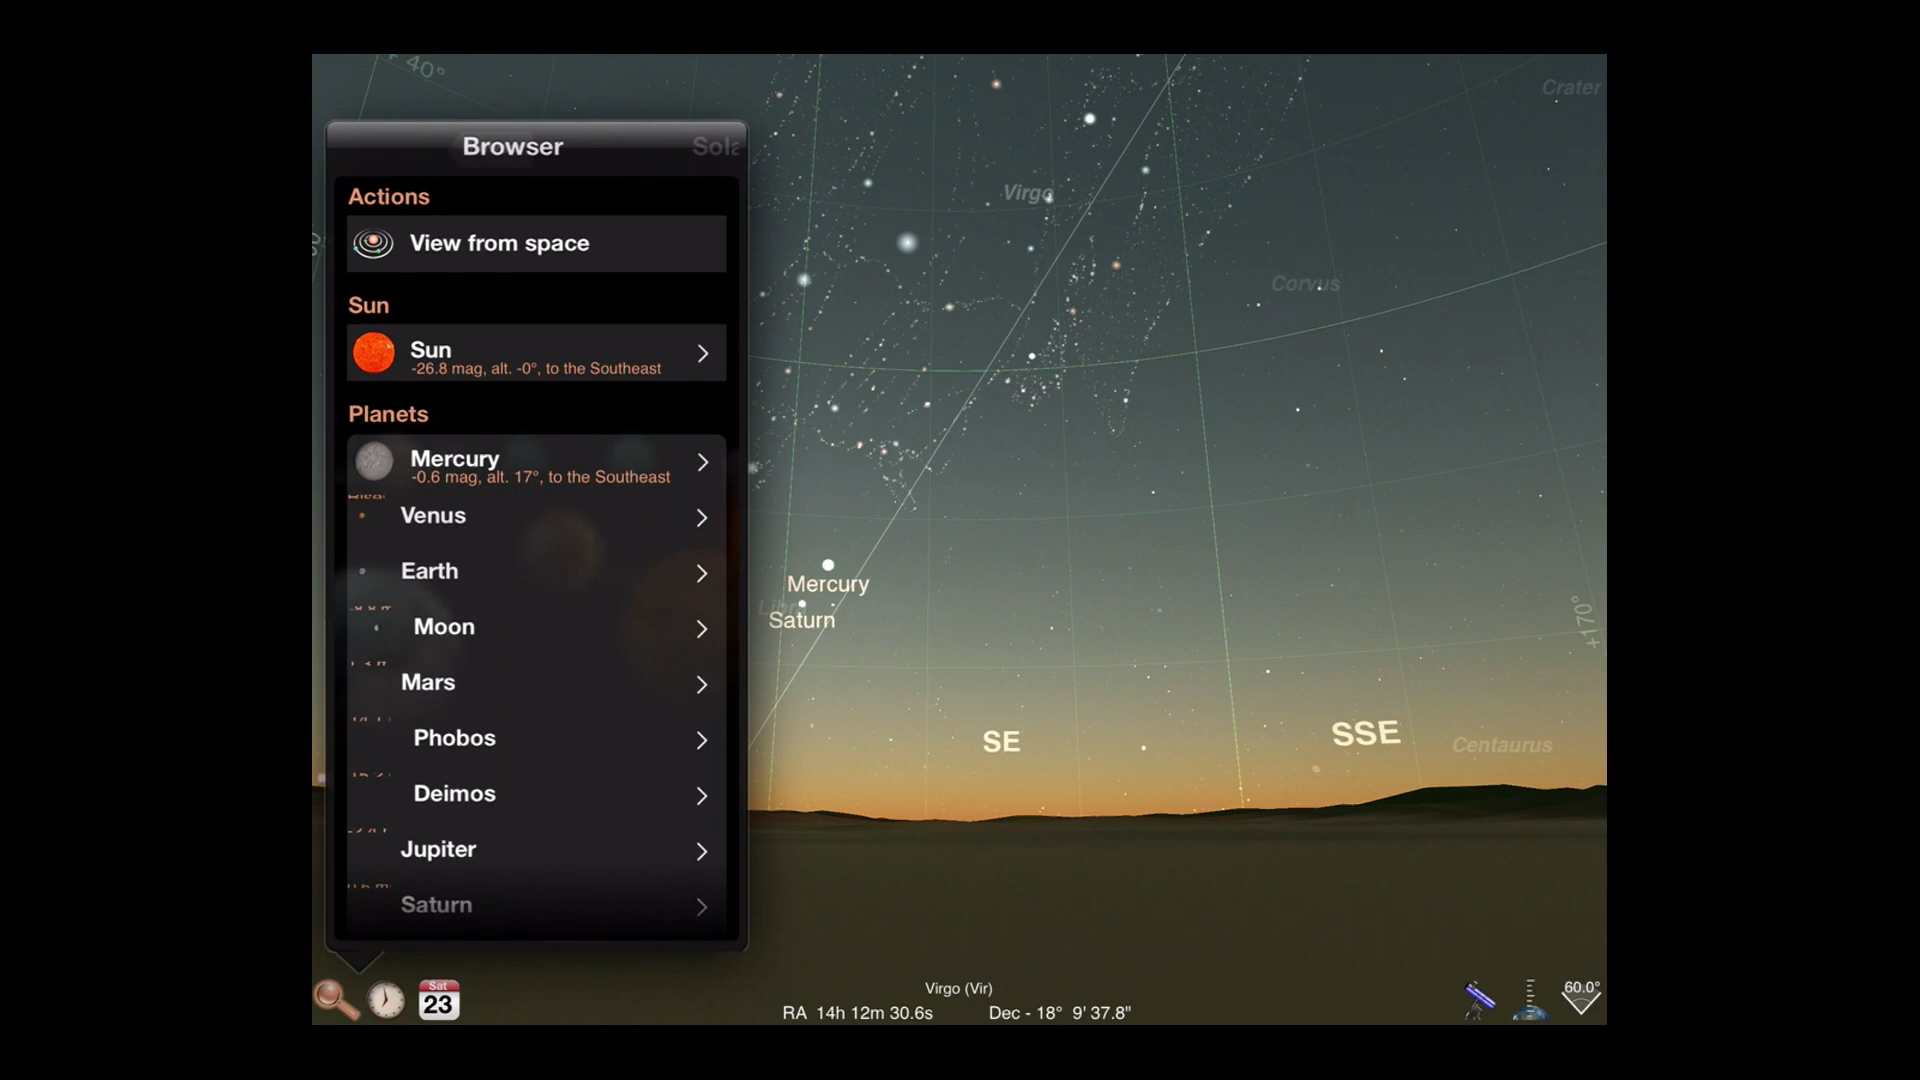 40°
Crater
Browser
Actions
View from space
Virgo
Sun
Corvus
Sun
-26.8 mag, alt. -0°, to the Southeast
Planets
Mercury
-0.6 mag, alt. 17°, to the Southeast
Venus
Earth
Mercury
Saturn
+170°
Moon
Mars
Phobos
SE
SSE
Centaurus
Deimos
Jupiter
Saturn
Sat
23
Virgo (Vir)
60.0°
RA 14h 12m 30.6s
Dec - 18° 9' 37.8"